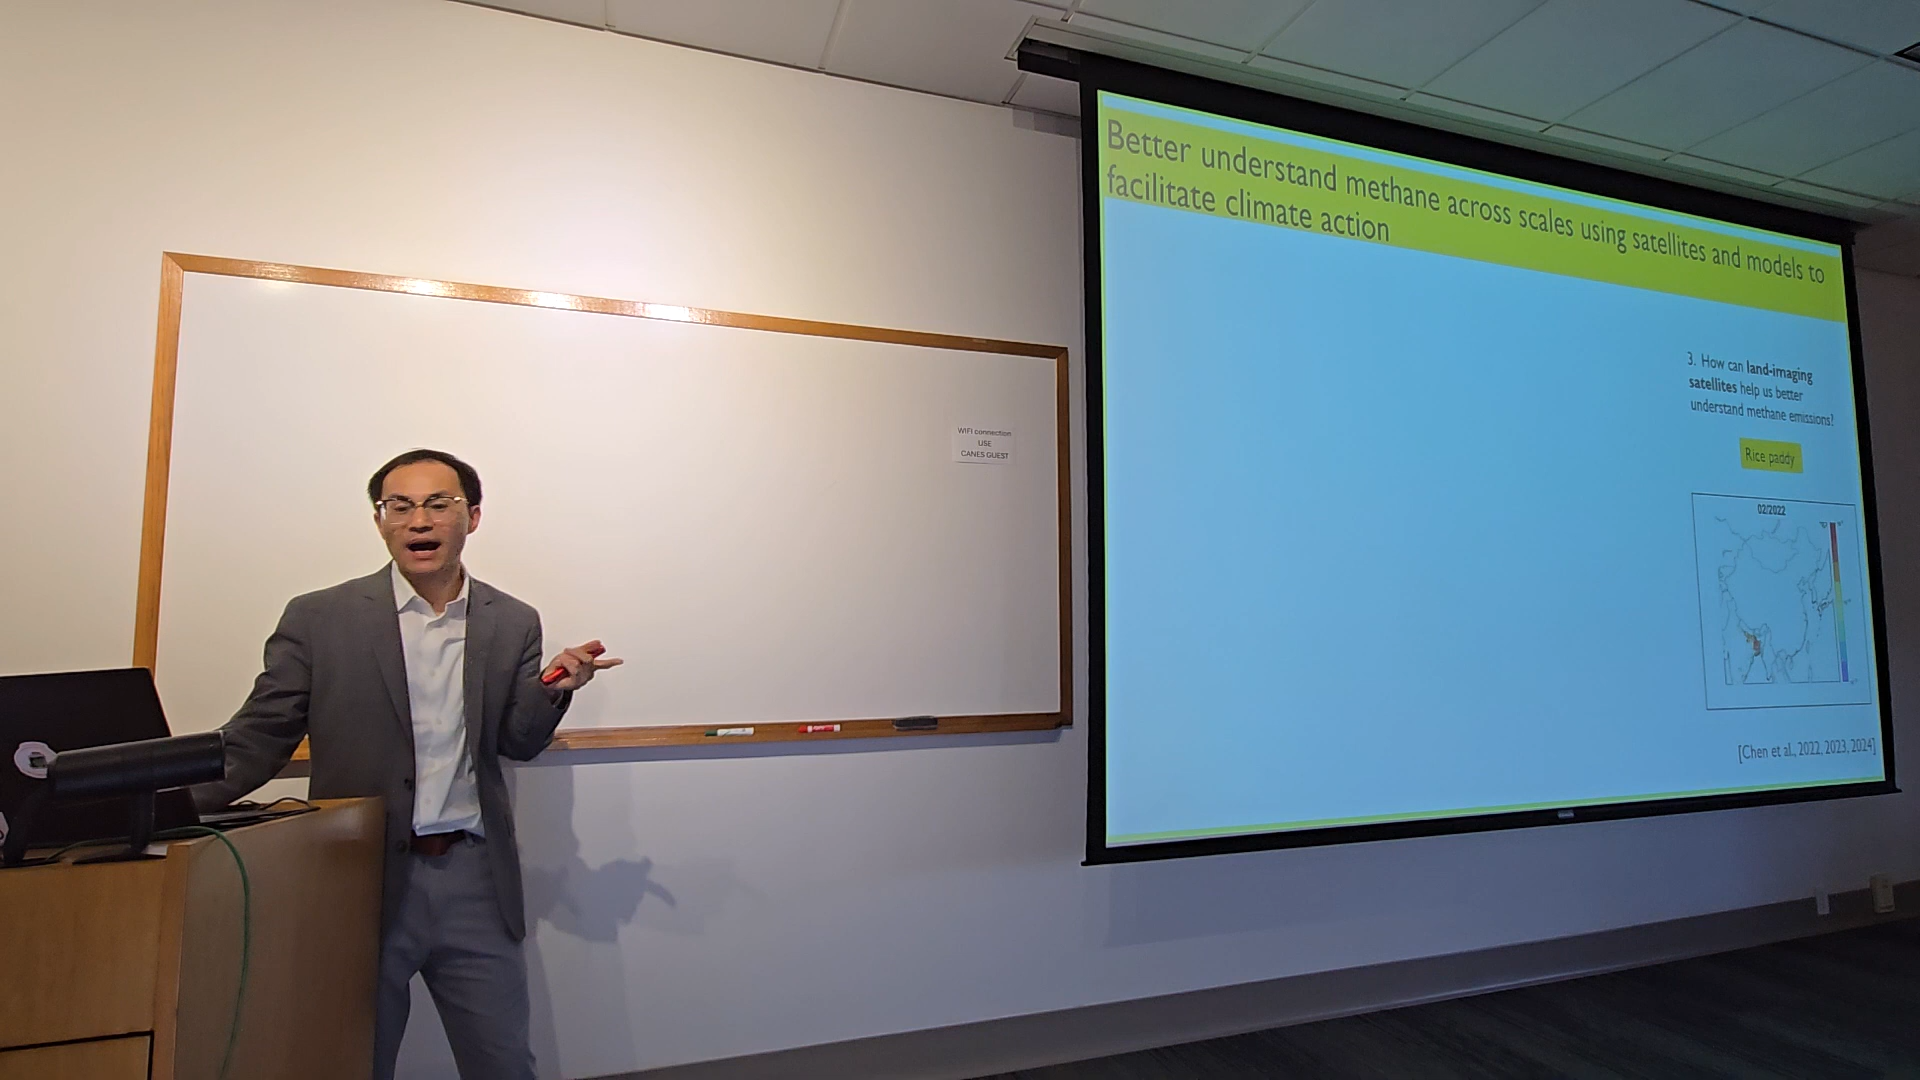 Better understand methane across scales using satellites and models to
facilitate climate action
3. How can land-imaging
satellites help us better
understand methane emissions?
Rice paddy
02/2022
[Chen et al., 2022, 2023, 2024]
WIFI connection
USE
CANES GUEST